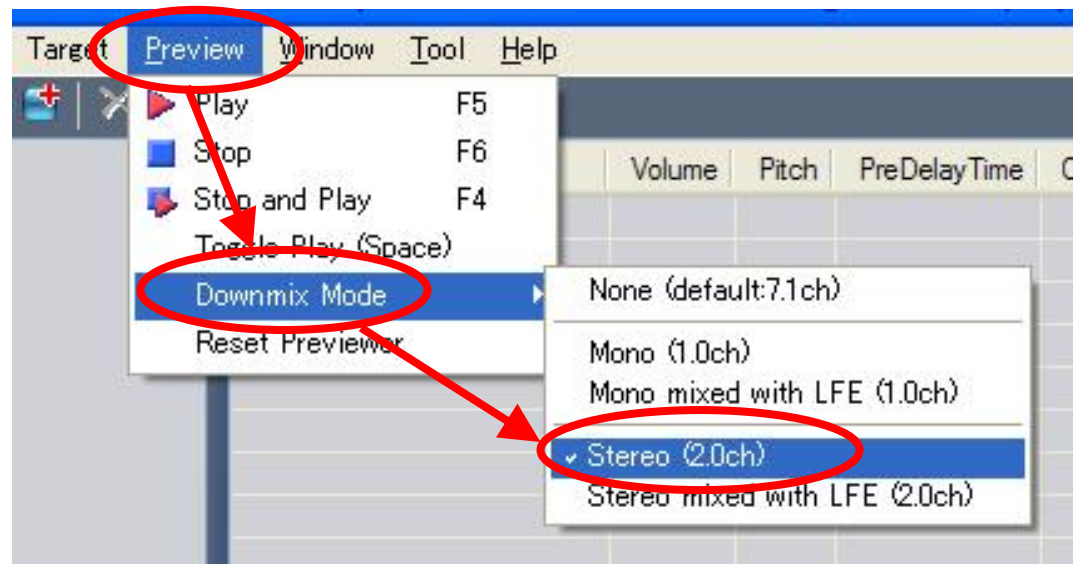 Target Preview Window Tool Help
Play F5
Stop F6
Stop and Play F4
Toggle Play (Space)
Downmix Mode
Reset Previewer
Volume Pitch PreDelayTime
None (default:7.1ch)
Mono (1.0ch)
Mono mixed with LFE (1.0ch)
Stereo (2.0ch)
Stereo mixed with LFE (2.0ch)